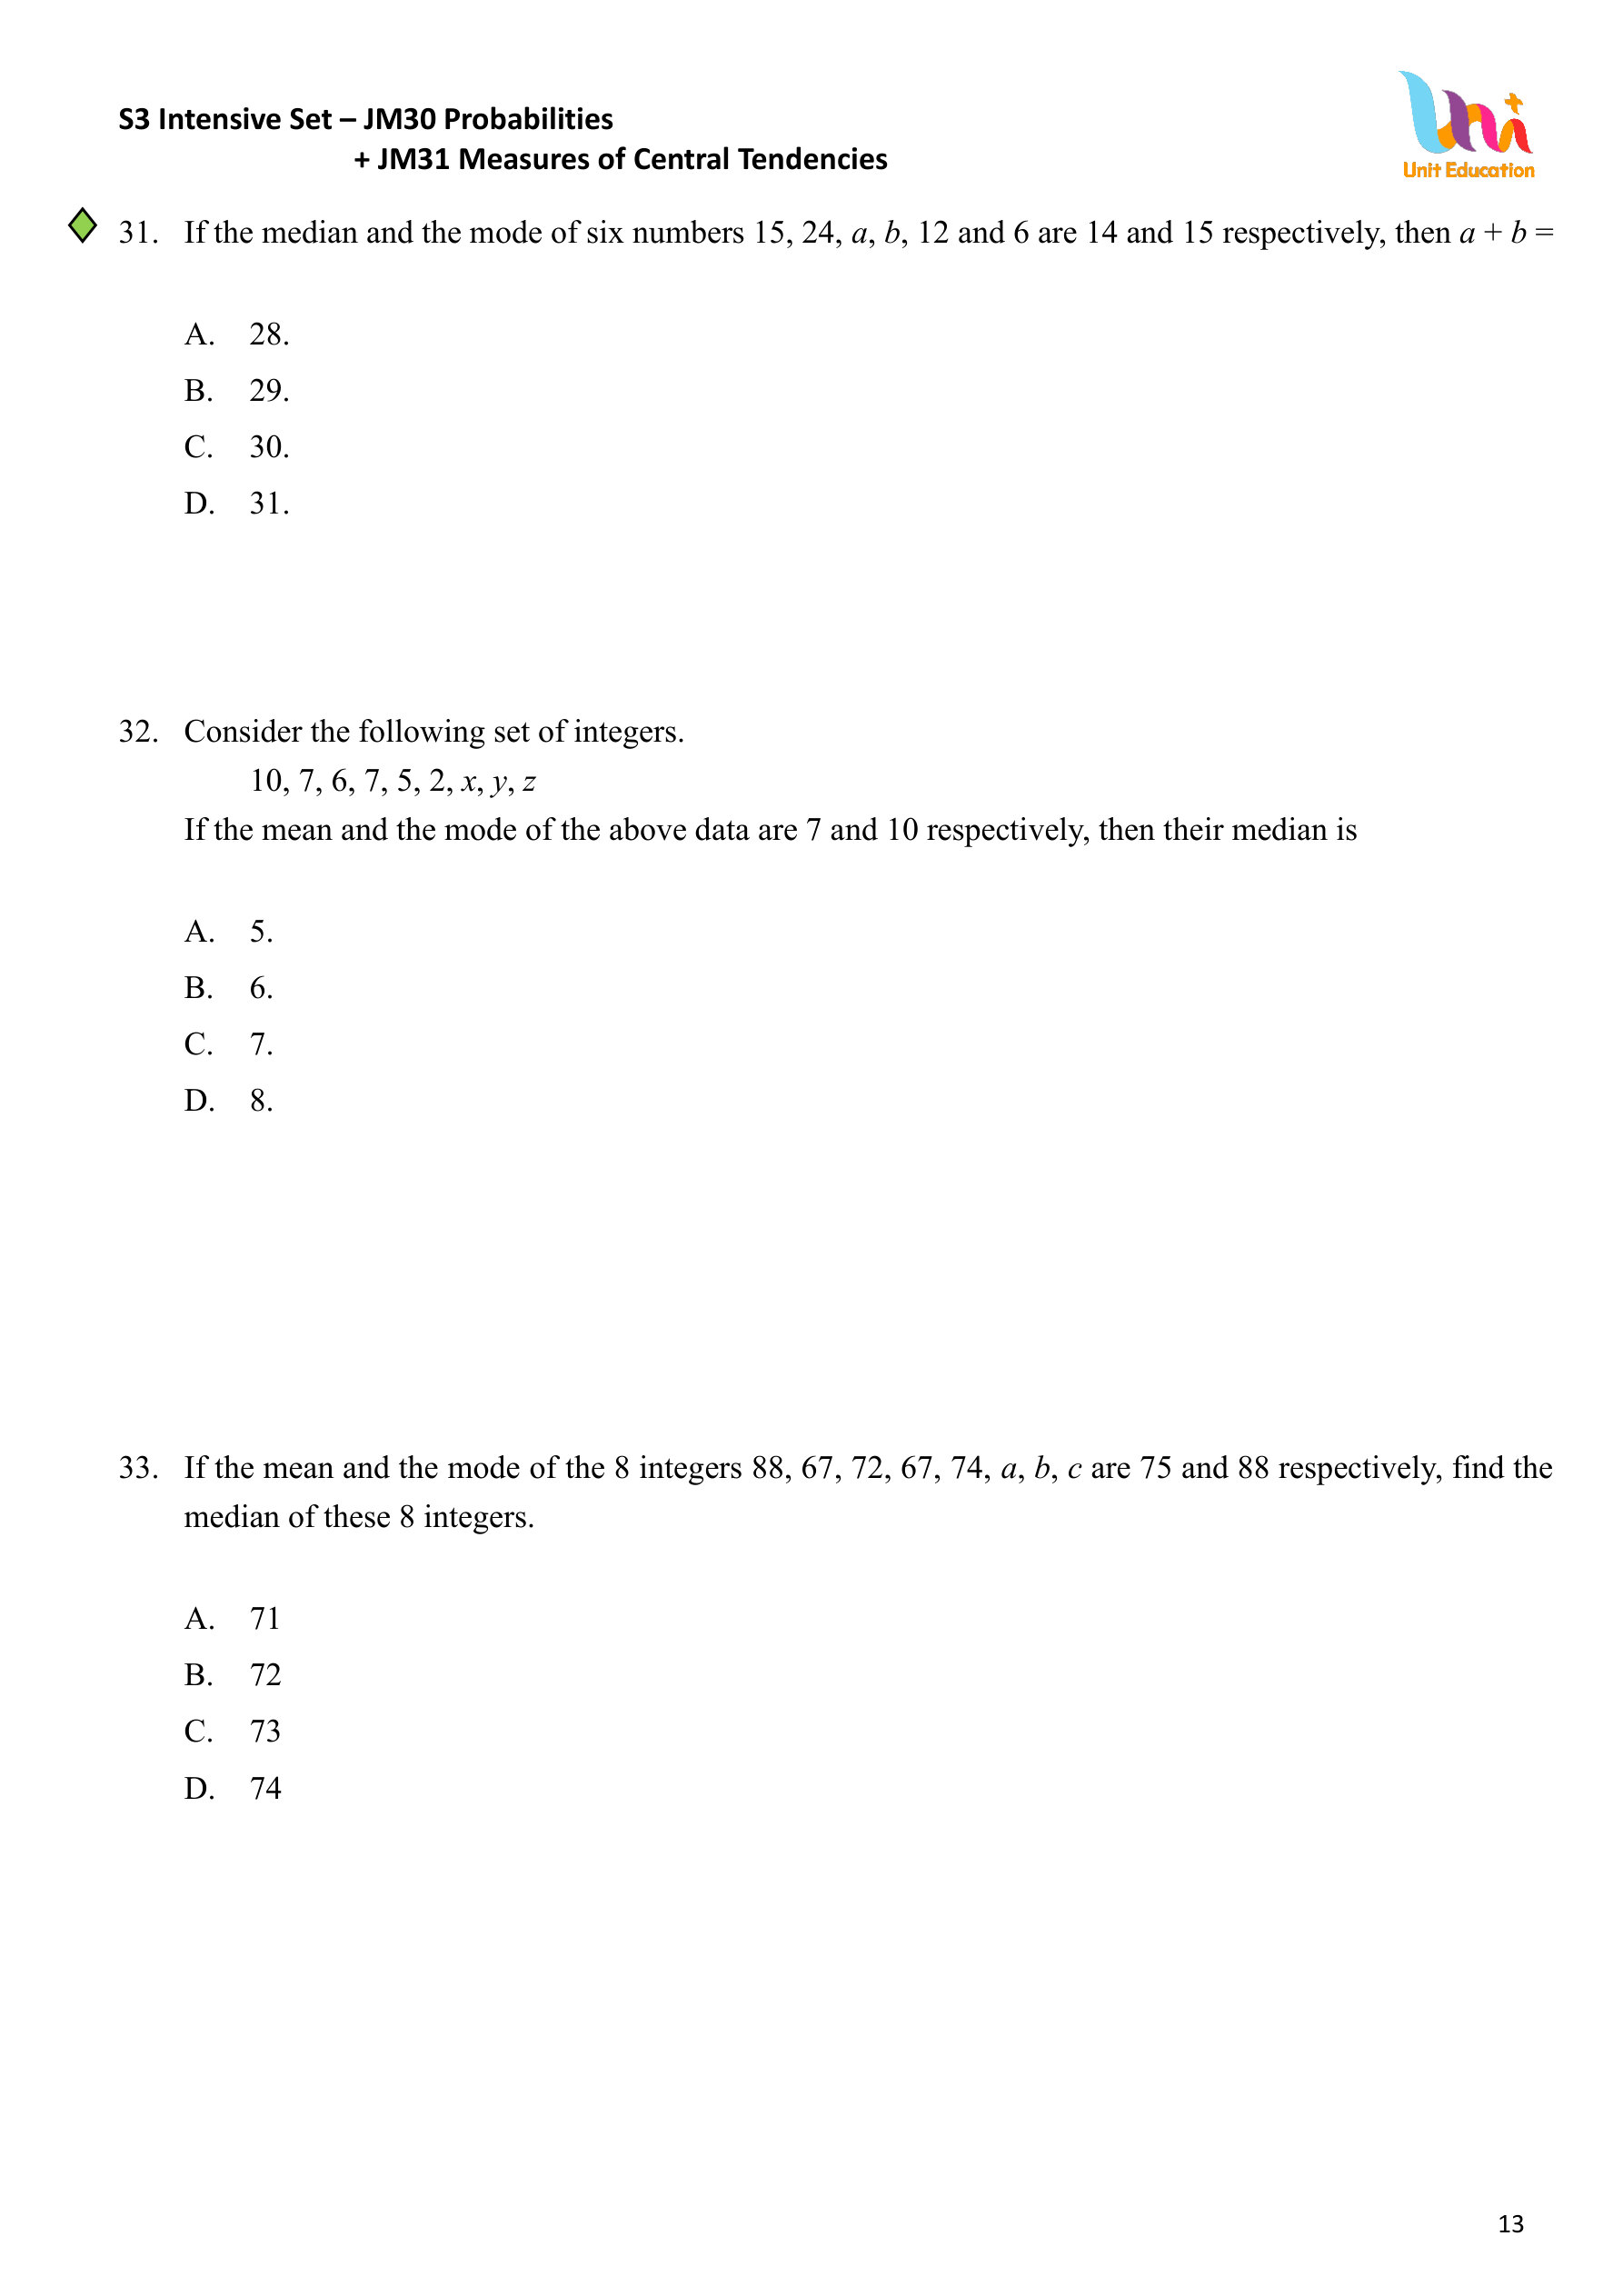 S3 Intensive Set – JM30 Probabilities
+ JM31 Measures of Central Tendencies
Uni+
Unit Education
31. If the median and the mode of six numbers 15, 24, a, b, 12 and 6 are 14 and 15 respectively, then a + b =
A. 28.
B. 29.
C. 30.
D. 31.
32. Consider the following set of integers.
10, 7, 6, 7, 5, 2, x, y, z
If the mean and the mode of the above data are 7 and 10 respectively, then their median is
A. 5.
B. 6.
C. 7.
D. 8.
33. If the mean and the mode of the 8 integers 88, 67, 72, 67, 74, a, b, c are 75 and 88 respectively, find the
median of these 8 integers.
A. 71
B. 72
C. 73
D. 74
13